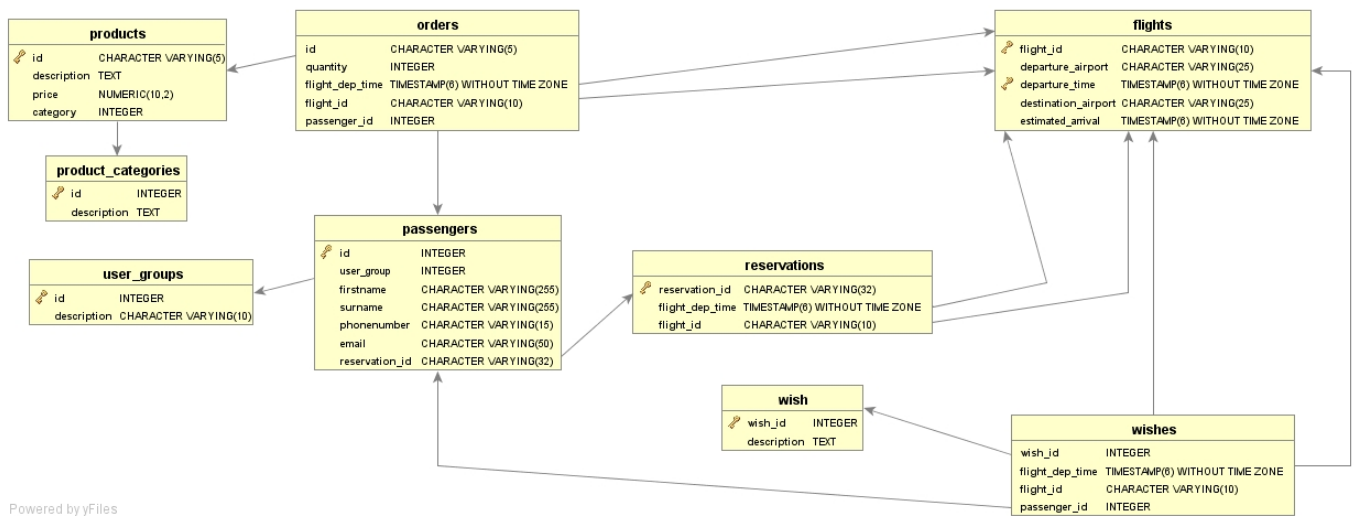 products
id CHARACTER VARYING(5)
description TEXT
price NUMERIC(10,2)
category INTEGER
orders
id CHARACTER VARYING(5)
quantity INTEGER
flight_dep_time TIMESTAMP(6) WITHOUT TIME ZONE
flight_id CHARACTER VARYING(10)
passenger_id INTEGER
flights
flight_id CHARACTER VARYING(10)
departure_airport CHARACTER VARYING(25)
departure_time TIMESTAMP(6) WITHOUT TIME ZONE
destination_airport CHARACTER VARYING(25)
estimated_arrival TIMESTAMP(6) WITHOUT TIME ZONE
product_categories
id INTEGER
description TEXT
passengers
id INTEGER
user_group INTEGER
firstname CHARACTER VARYING(255)
surname CHARACTER VARYING(255)
phonenumber CHARACTER VARYING(15)
email CHARACTER VARYING(50)
reservation_id CHARACTER VARYING(32)
user_groups
id INTEGER
description CHARACTER VARYING(10)
reservations
reservation_id CHARACTER VARYING(32)
flight_dep_time TIMESTAMP(6) WITHOUT TIME ZONE
flight_id CHARACTER VARYING(10)
wish
wish_id INTEGER
description TEXT
wishes
wish_id INTEGER
flight_dep_time TIMESTAMP(6) WITHOUT TIME ZONE
flight_id CHARACTER VARYING(10)
passenger_id INTEGER
Powered by yFiles